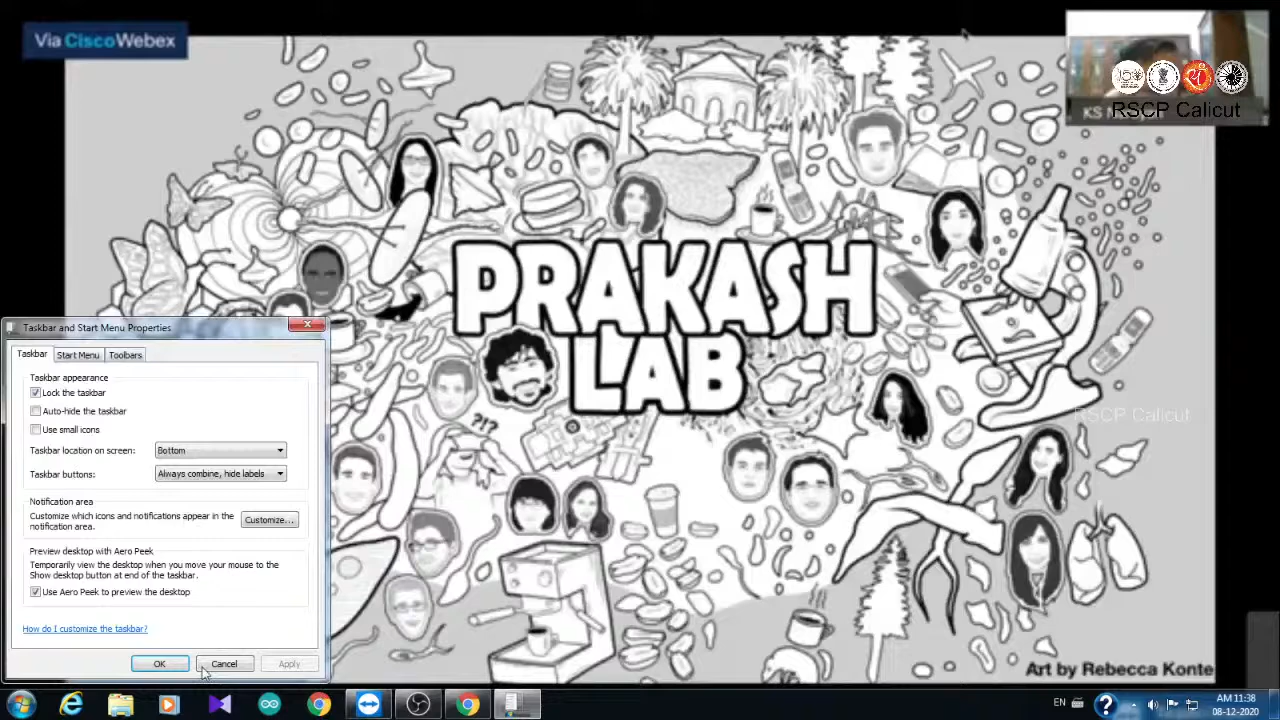 Via CiscoWebex
RSCP Calicut
PRAKASH
LAB
RSCP Calicut
?!?
Taskbar and Start Menu Properties
Taskbar
Start Menu
Toolbars
Taskbar appearance
Lock the taskbar
Auto-hide the taskbar
Use small icons
Taskbar location on screen:
Bottom
Taskbar buttons:
Always combine, hide labels
Notification area
Customize which icons and notifications appear in the
notification area.
Customize...
Preview desktop with Aero Peek
Temporarily view the desktop when you move your mouse to the
Show desktop button at end of the taskbar.
Use Aero Peek to preview the desktop
How do I customize the taskbar?
OK
Cancel
Apply
Art by Rebecca Konte
EN
AM 11:38
08-12-2020